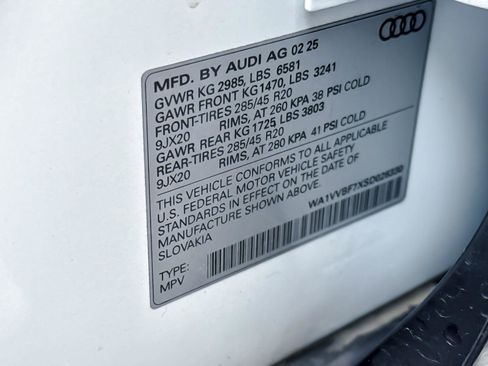 MFD. BY AUDI AG 02 25
GVWR KG 2985, LBS 6581
GAWR FRONT KG 1470, LBS 3241
FRONT-TIRES 285/45 R20
9JX20 RIMS, AT 260 KPA 38 PSI COLD
GAWR REAR KG 1725, LBS 3803
REAR-TIRES 285/45 R20
9JX20 RIMS, AT 280 KPA 41 PSI COLD
THIS VEHICLE CONFORMS TO ALL APPLICABLE
U.S. FEDERAL MOTOR VEHICLE SAFETY
STANDARDS IN EFFECT ON THE DATE OF
MANUFACTURE SHOWN ABOVE.
SLOVAKIA
WA1VVBF7XSD029330
TYPE:
MPV